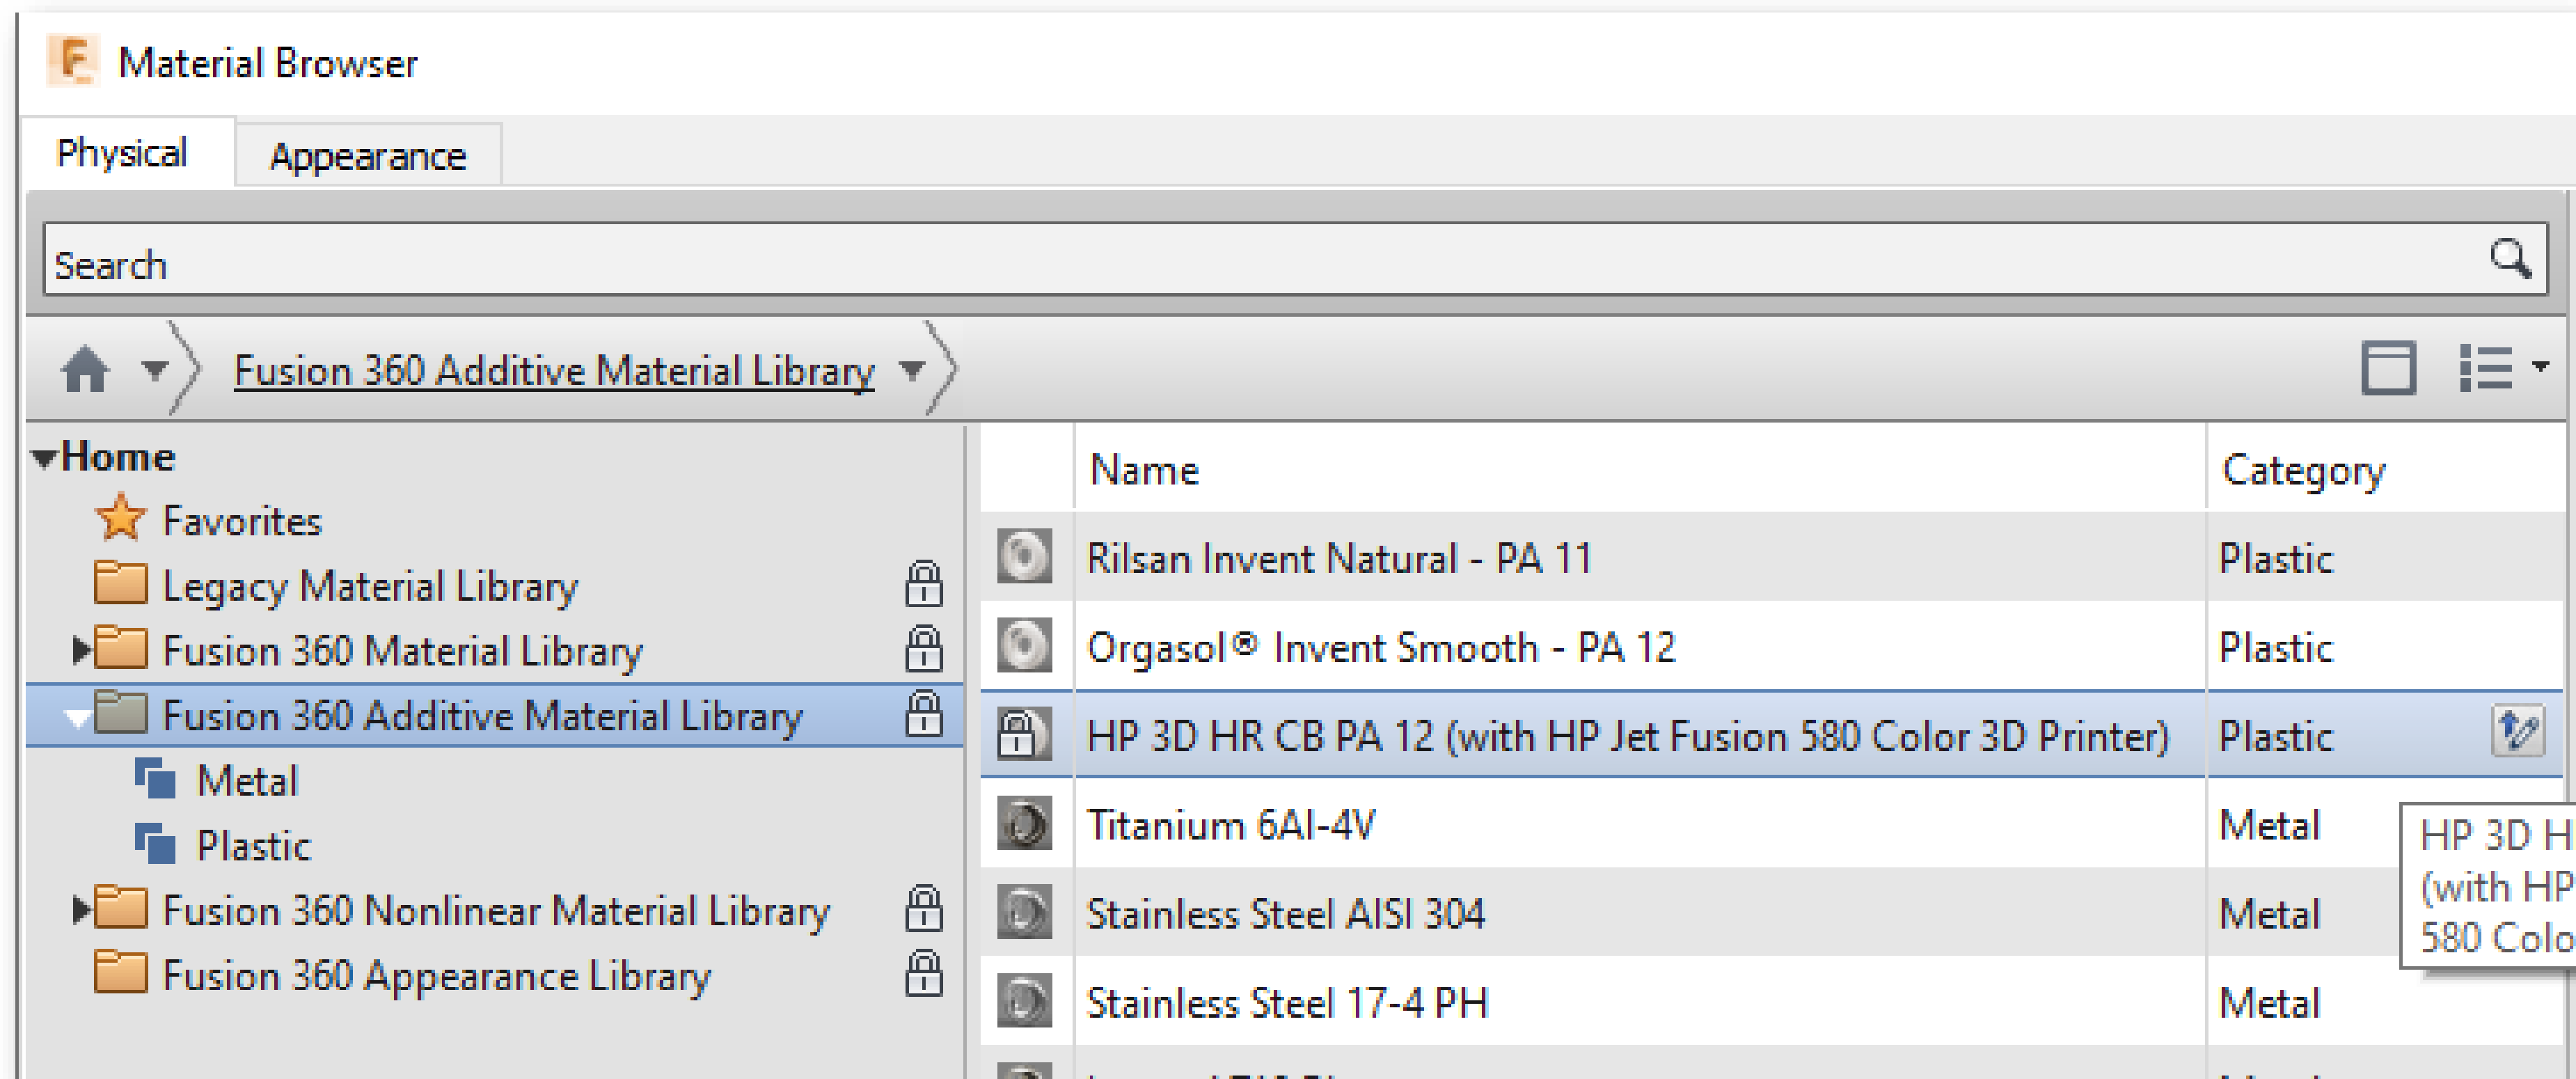 Material Browser
Physical
Appearance
Search
Fusion 360 Additive Material Library
Home
Favorites
Legacy Material Library
Fusion 360 Material Library
Fusion 360 Additive Material Library
Metal
Plastic
Fusion 360 Nonlinear Material Library
Fusion 360 Appearance Library
Name Category
Rilsan Invent Natural - PA 11 Plastic
Orgasol® Invent Smooth - PA 12 Plastic
HP 3D HR CB PA 12 (with HP Jet Fusion 580 Color 3D Printer) Plastic
Titanium 6Al-4V Metal
Stainless Steel AISI 304 Metal
Stainless Steel 17-4 PH Metal
HP 3D H
(with HP
580 Colo